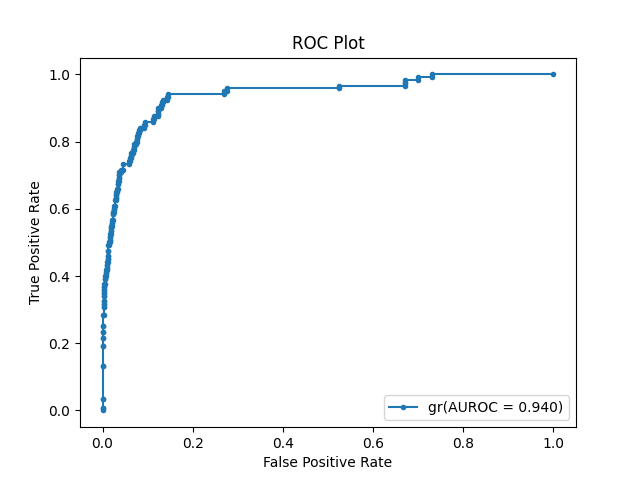 ROC Plot
True Positive Rate
1.0
0.8
0.6
0.4
0.2
0.0
0.0 0.2 0.4 0.6 0.8 1.0
False Positive Rate
gr(AUROC = 0.940)